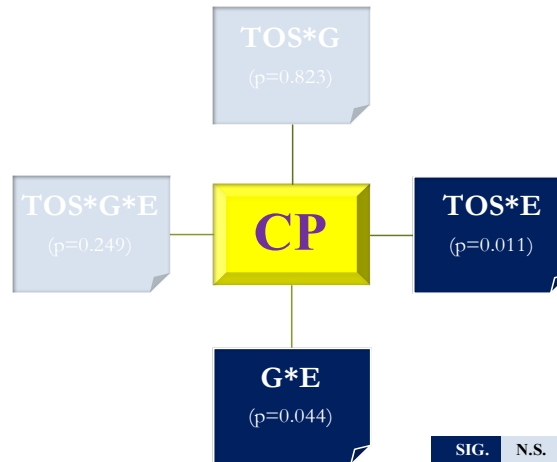 TOS*G
(p=0.823)
TOS*G*E
(p=0.249)
CP
TOS*E
(p=0.011)
G*E
(p=0.044)
SIG. N.S.